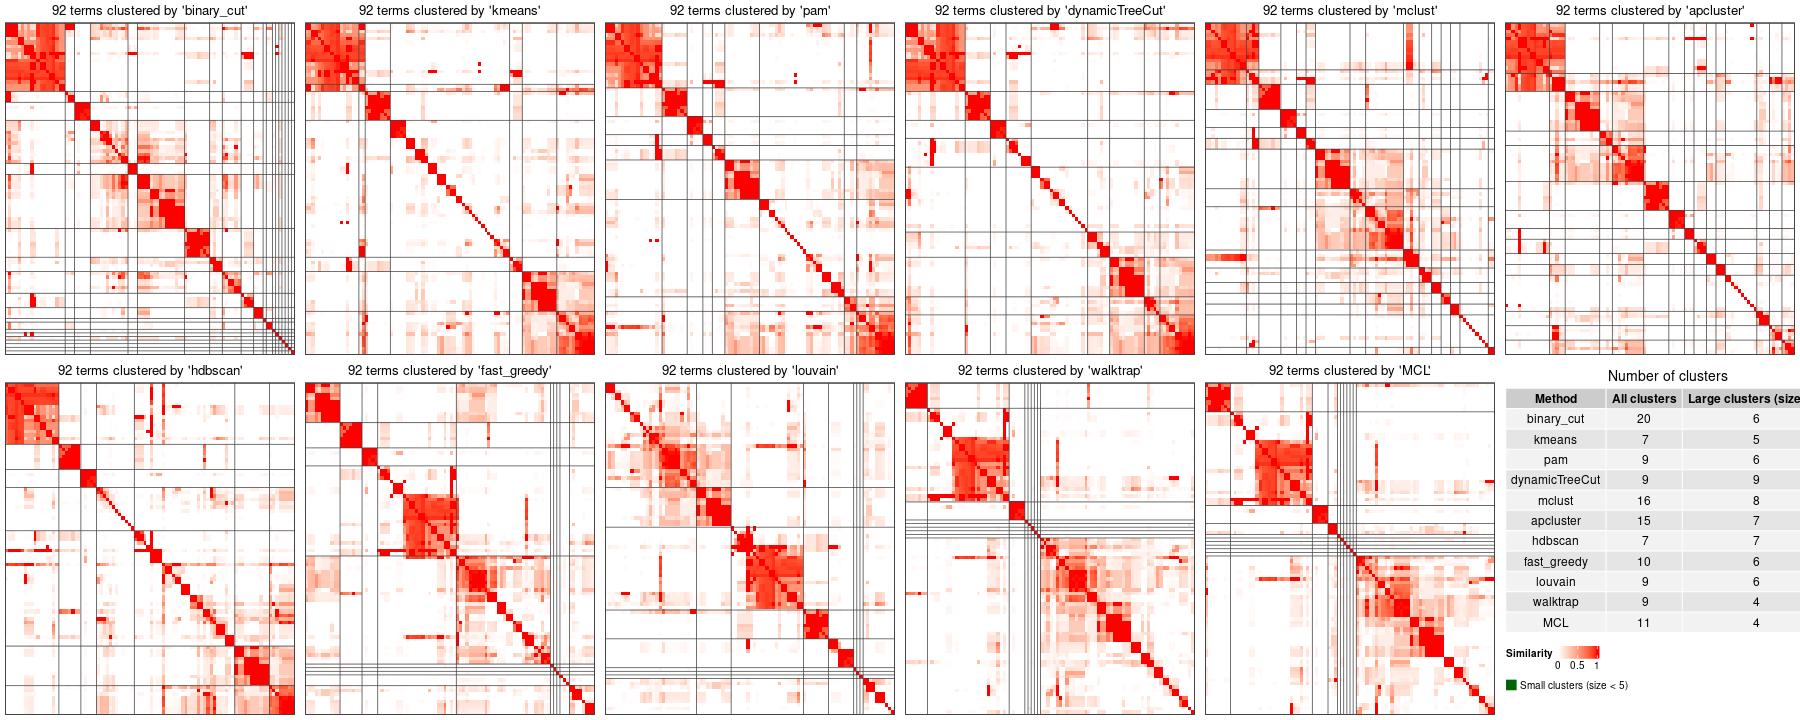 92 terms clustered by 'binary_cut'
92 terms clustered by 'kmeans'
92 terms clustered by 'pam'
92 terms clustered by 'dynamicTreeCut'
92 terms clustered by 'mclust'
92 terms clustered by 'apcluster'
92 terms clustered by 'hdbscan'
92 terms clustered by 'fast_greedy'
92 terms clustered by 'louvain'
92 terms clustered by 'walktrap'
92 terms clustered by 'MCL'
Number of clusters
Method All clusters Large clusters (size
binary_cut 20 6
kmeans 7 5
pam 9 6
dynamicTreeCut 9 9
mclust 16 8
apcluster 15 7
hdbscan 7 7
fast_greedy 10 6
louvain 9 6
walktrap 9 4
MCL 11 4
Similarity
0 0.5 1
Small clusters (size < 5)